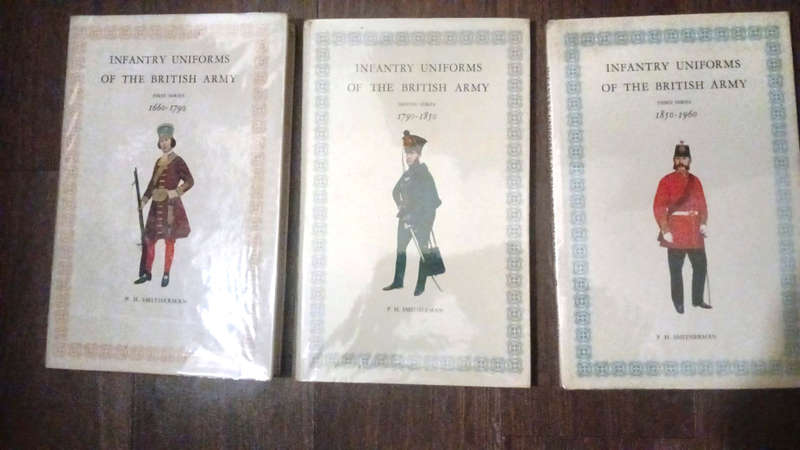 INFANTRY UNIFORMS
OF THE BRITISH ARMY
FIRST SERIES
1660-1790
P. H. SMITHERMAN
INFANTRY UNIFORMS
OF THE BRITISH ARMY
SECOND SERIES
1790-1850
P. H. SMITHERMAN
INFANTRY UNIFORMS
OF THE BRITISH ARMY
THIRD SERIES
1850-1960
P. H. SMITHERMAN